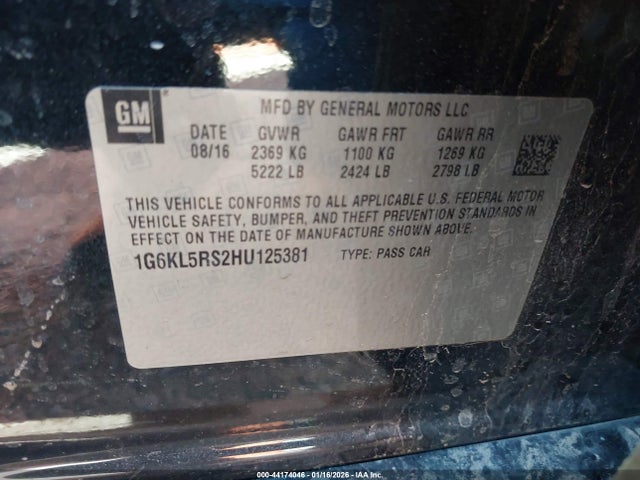 GM
MFD BY GENERAL MOTORS LLC
DATE GVWR GAWR FRT GAWR RR
08/16 2369 KG 1100 KG 1269 KG
5222 LB 2424 LB 2798 LB
THIS VEHICLE CONFORMS TO ALL APPLICABLE U.S. FEDERAL MOTOR
VEHICLE SAFETY, BUMPER, AND THEFT PREVENTION STANDARDS IN
EFFECT ON THE DATE OF MANUFACTURE SHOWN ABOVE.
1G6KL5RS2HU125381 TYPE: PASS CAR
000-44174046 - 01/16/2026 - IAAI Inc.